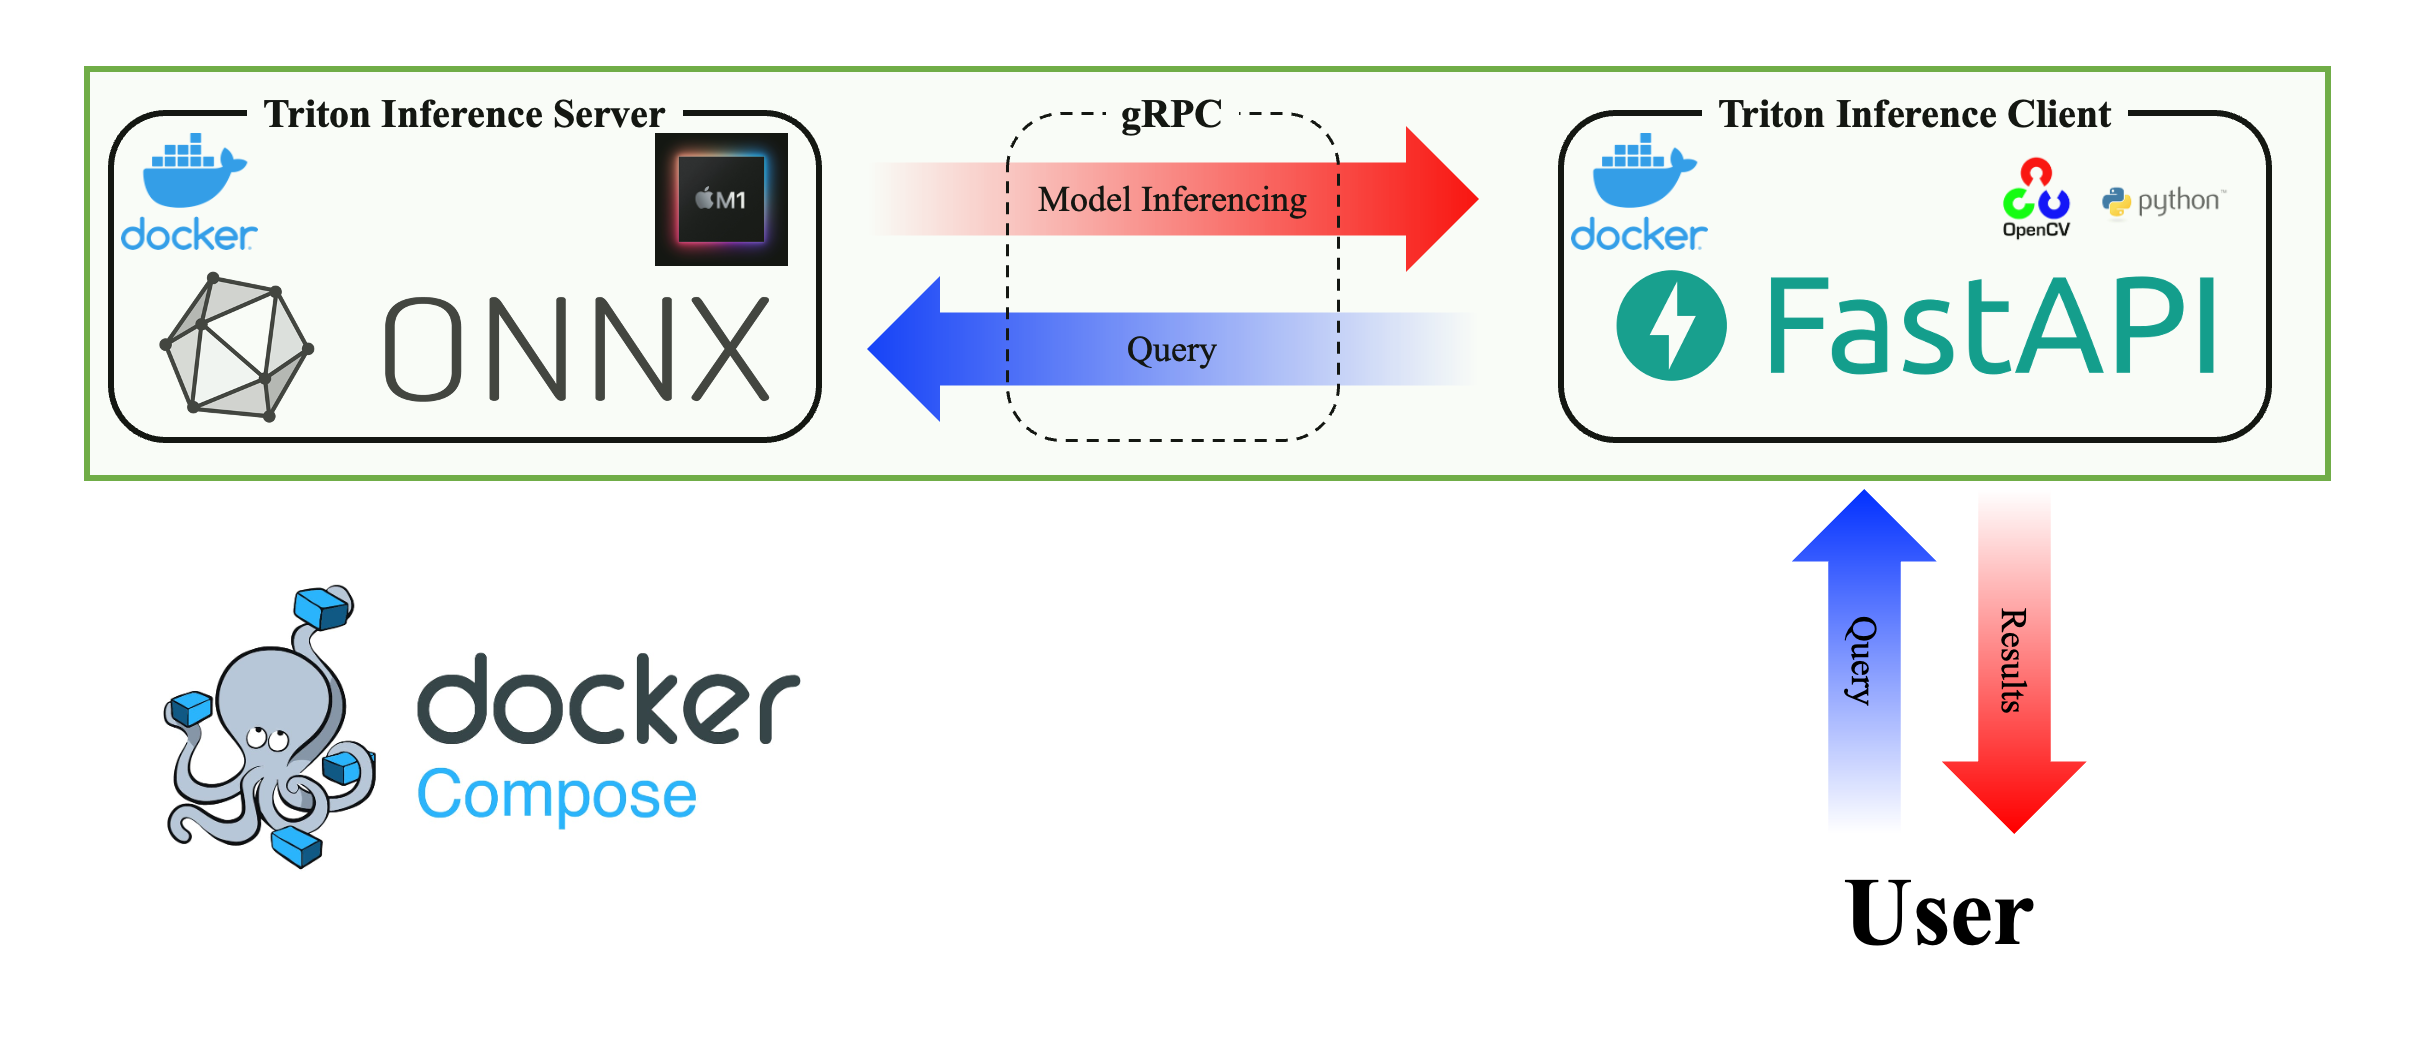 Triton Inference Server
gRPC
Triton Inference Client
docker
M1
Model Inferencing
docker
OpenCV
python™
ONNX
Query
FastAPI
docker
Compose
Query
Results
User